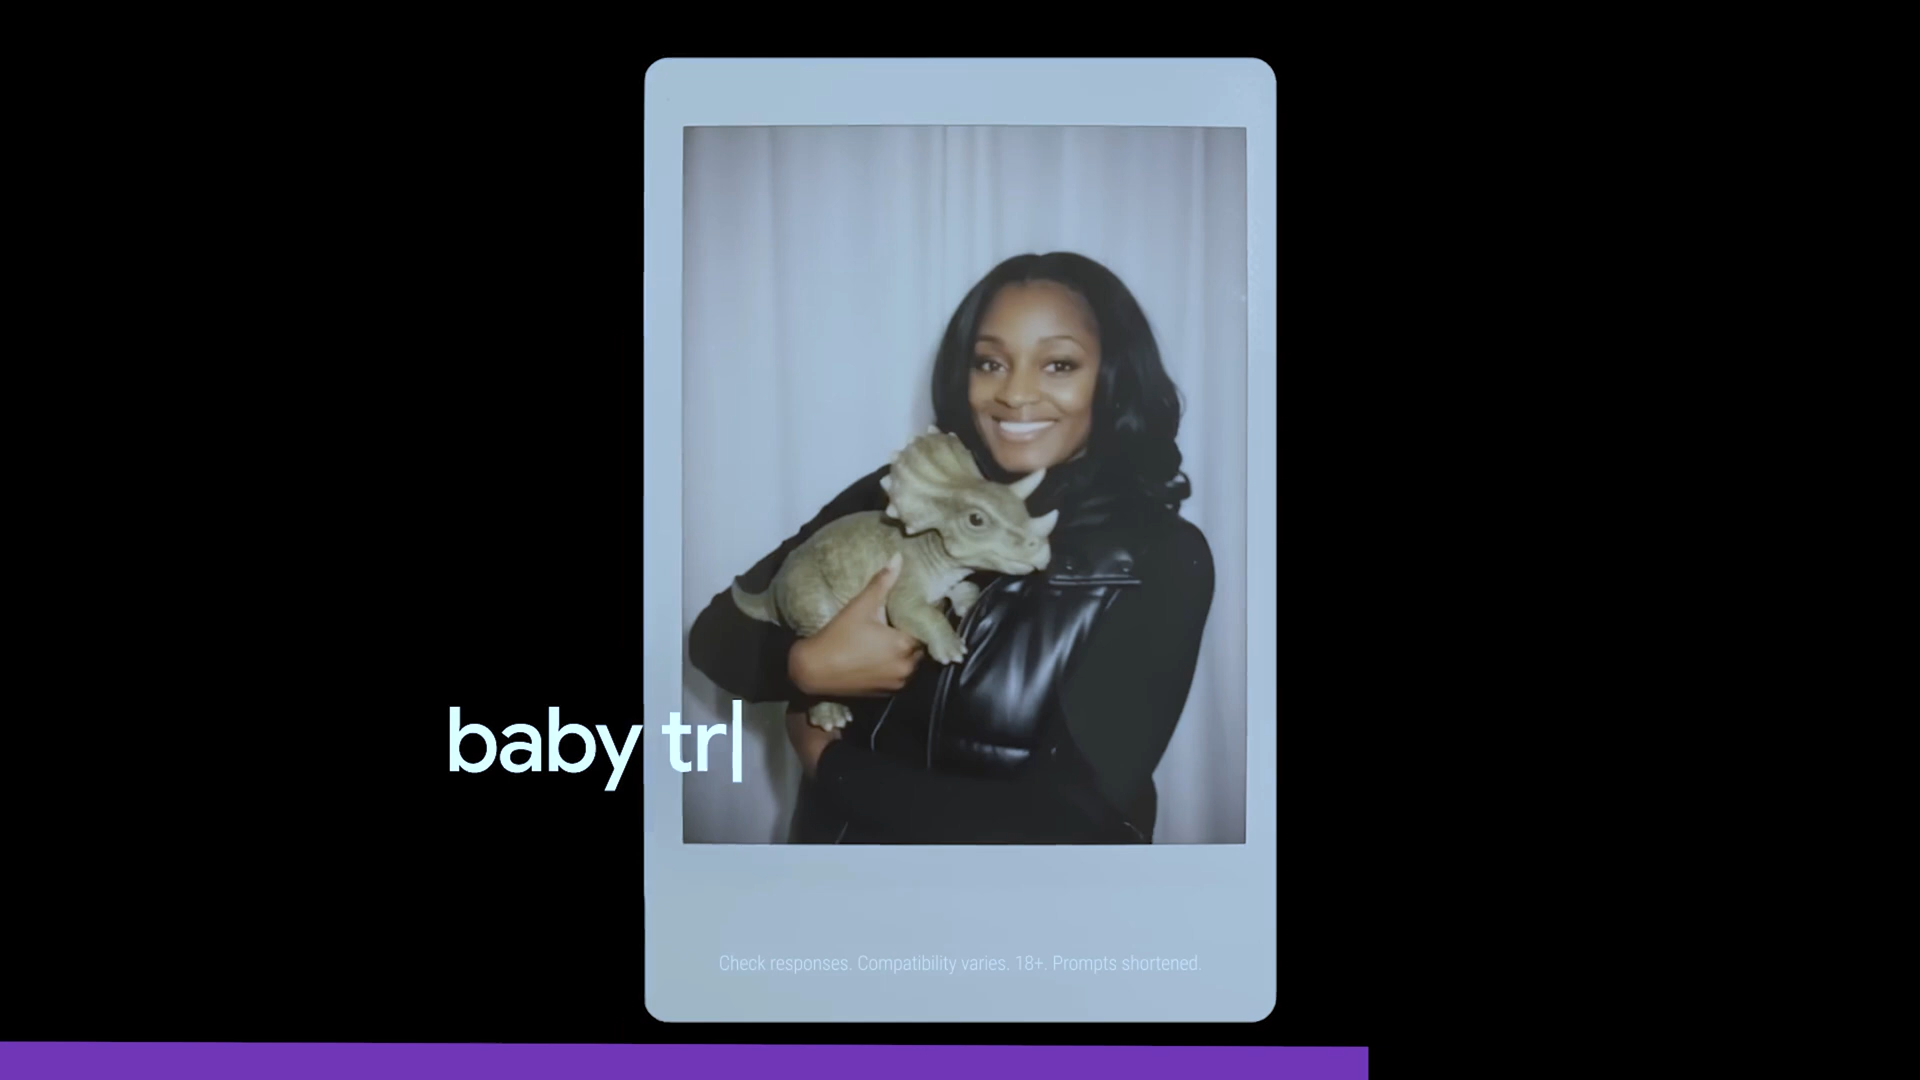 baby tr
Check responses. Compatibility varies. 18+. Prompts shortened.